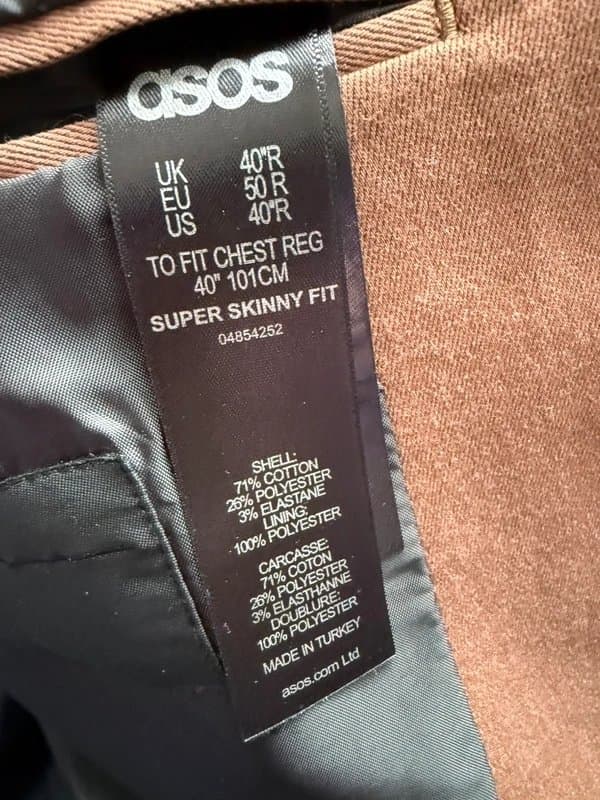 asos
UK 40"R
EU 50 R
US 40"R
TO FIT CHEST REG
40" 101CM
SUPER SKINNY FIT
04854252
SHELL:
71% COTTON
26% POLYESTER
3% ELASTANE
LINING:
100% POLYESTER
CARCASSE:
71% COTON
26% POLYESTER
3% ELASTHANNE
DOUBLURE:
100% POLYESTER
MADE IN TURKEY
asos.com Ltd